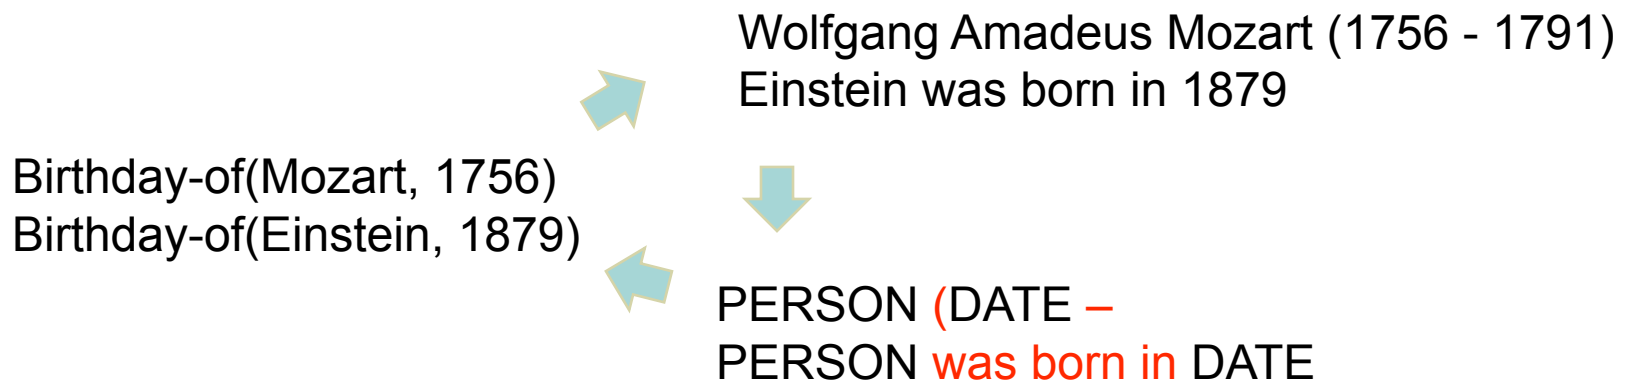 Wolfgang Amadeus Mozart (1756 - 1791)
Einstein was born in 1879
Birthday-of(Mozart, 1756)
Birthday-of(Einstein, 1879)
PERSON (DATE –
PERSON was born in DATE